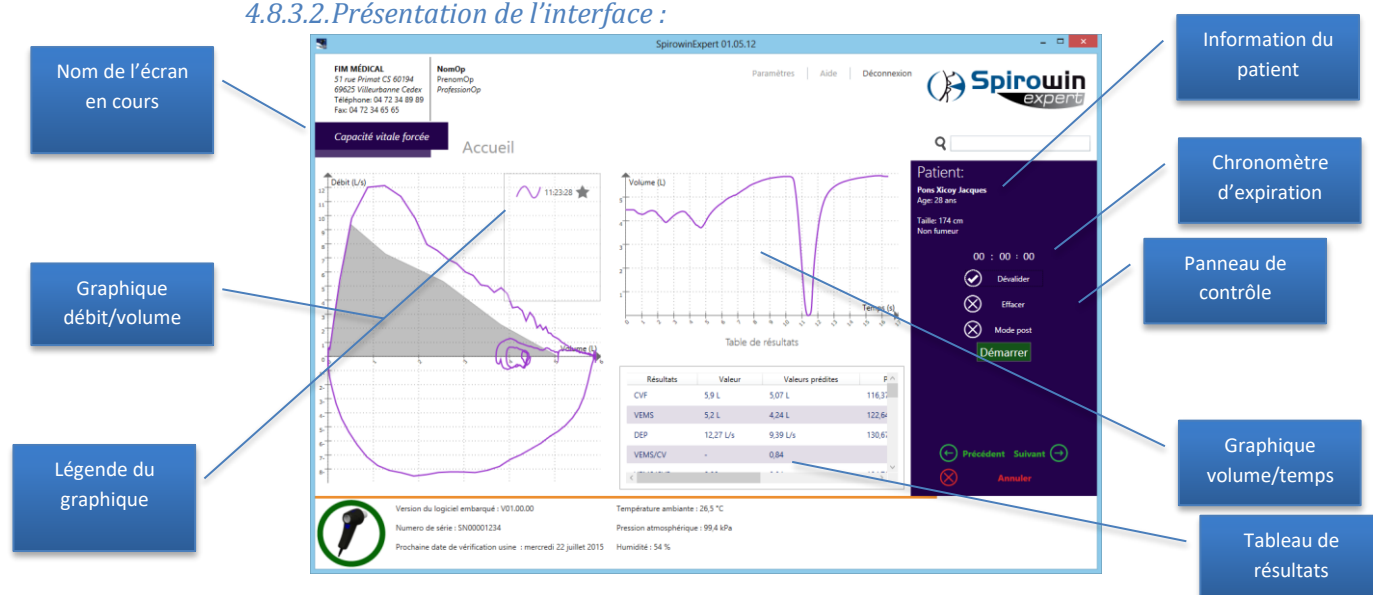 4.8.3.2.Présentation de l'interface :
Nom de l'écran
en cours
Graphique
débit/volume
Légende du
graphique
SpirowinExpert 01.05.12
FIM MÉDICAL
51 rue Primat CS 60194
69625 Villeurbanne Cedex
Téléphone: 04 72 34 89 89
Fax: 04 72 34 65 65
NomOp
PrenomOp
ProfessionOp
Paramètres
Aide
Déconnexion
Spirowin
expert
Capacité vitale forcée
Accueil
Débit (L/s)
11:23:28
Volume (L)
Volume (L)
Temps (s)
Table de résultats
Résultats Valeur Valeurs prédites
CVF 5,9 L 5,07 L 116,37
VEMS 5,2 L 4,24 L 122,64
DEP 12,27 L/s 9,39 L/s 130,67
VEMS/CV - 0,84
Patient:
Pons Xicoy Jacques
Age: 28 ans
Taille: 174 cm
Non fumeur
00 : 00 : 00
Dévalider
Effacer
Mode post
Démarrer
Précédent Suivant
Annuler
Version du logiciel embarqué : V01.00.00
Numero de série : SN00001234
Prochaine date de vérification usine : mercredi 22 juillet 2015
Température ambiante : 26,5 °C
Pression atmosphérique : 99,4 kPa
Humidité : 54 %
Information du
patient
Chronomètre
d'expiration
Panneau de
contrôle
Graphique
volume/temps
Tableau de
résultats